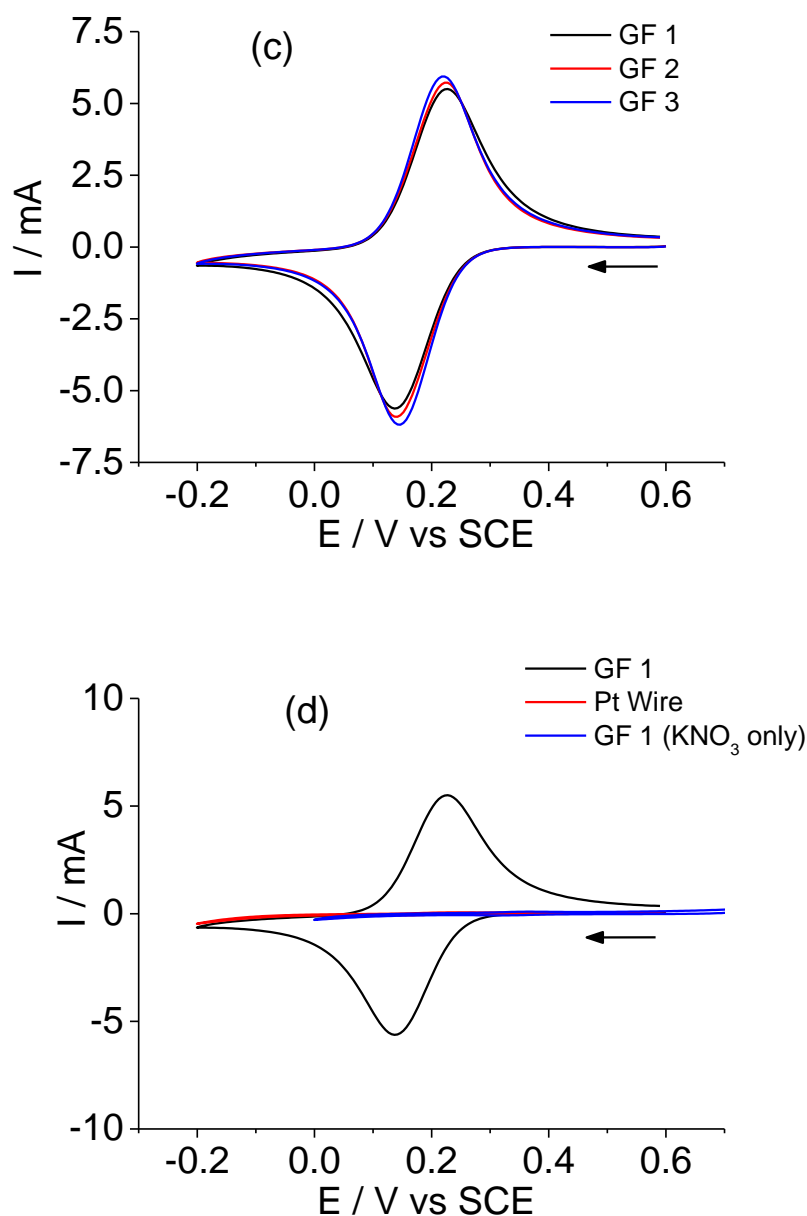 (c)
GF 1
GF 2
GF 3
7.5
5.0
2.5
0.0
-2.5
-5.0
-7.5
I / mA
-0.2 0.0 0.2 0.4 0.6
E / V vs SCE
(d)
GF 1
Pt Wire
GF 1 (KNO₃ only)
10
5
0
-5
-10
I / mA
-0.2 0.0 0.2 0.4 0.6
E / V vs SCE